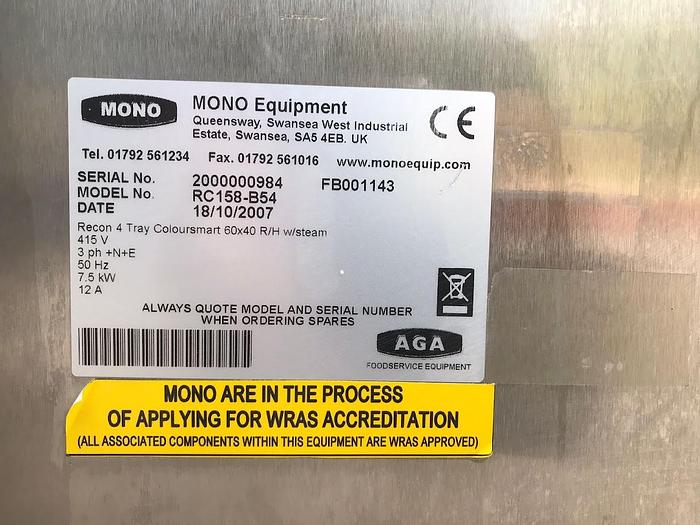 MONO
MONO Equipment
Queensway, Swansea West Industrial
Estate, Swansea, SA5 4EB. UK
CE
Tel. 01792 561234 Fax. 01792 561016 www.monoequip.com
SERIAL No. 2000000984 FB001143
MODEL No. RC158-B54
DATE 18/10/2007
Recon 4 Tray Coloursmart 60x40 R/H w/steam
415 V
3 ph +N+E
50 Hz
7.5 kW
12 A
ALWAYS QUOTE MODEL AND SERIAL NUMBER
WHEN ORDERING SPARES
AGA
FOODSERVICE EQUIPMENT
MONO ARE IN THE PROCESS
OF APPLYING FOR WRAS ACCREDITATION
(ALL ASSOCIATED COMPONENTS WITHIN THIS EQUIPMENT ARE WRAS APPROVED)